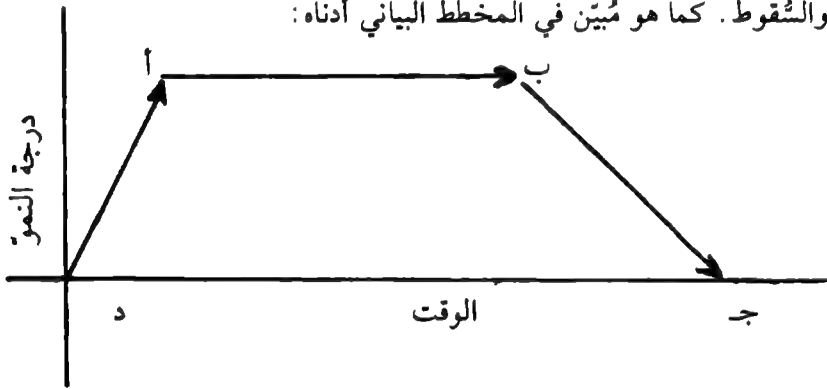 والسُّقوط. كما هو مُبيّن في المخطط البياني أدناه:
أ
ب
درجة النموّ
د
الوقت
جـ